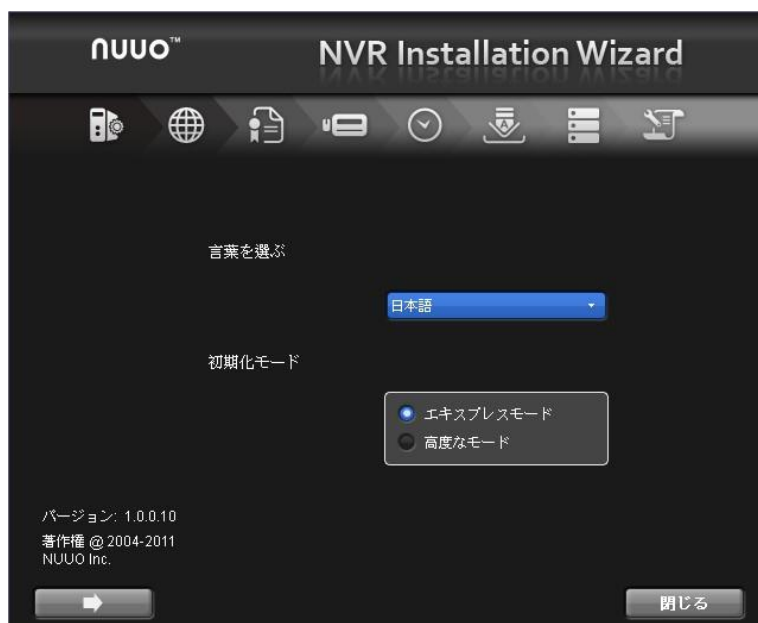 nuuo™
NVR Installation Wizard
言葉を選ぶ
日本語
初期化モード
エキスプレスモード
高度なモード
バージョン: 1.0.0.10
著作権 @ 2004-2011
NUUO Inc.
閉じる